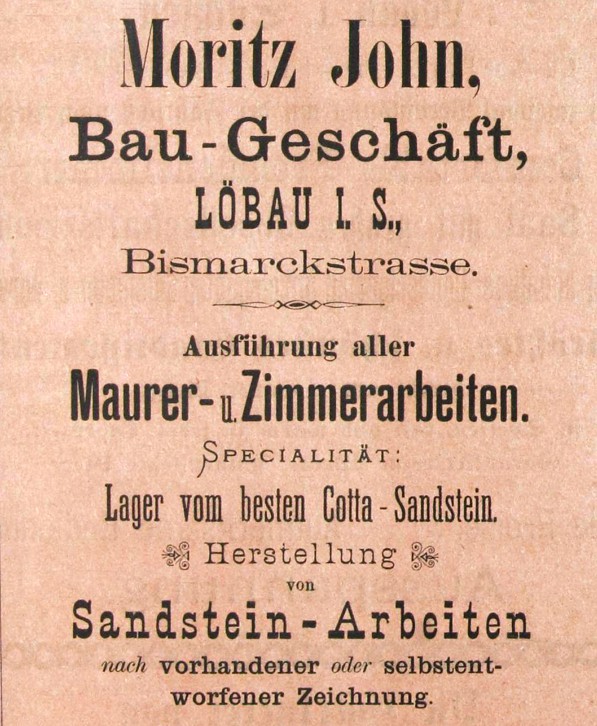 Moritz John,
Bau-Geschäft,
LÖBAU I. S.,
Bismarckstrasse.
Ausführung aller
Maurer- u. Zimmerarbeiten.
SPECIALITÄT:
Lager vom besten Cotta-Sandstein.
Herstellung
von
Sandstein-Arbeiten
nach vorhandener oder selbstent-
worfener Zeichnung.